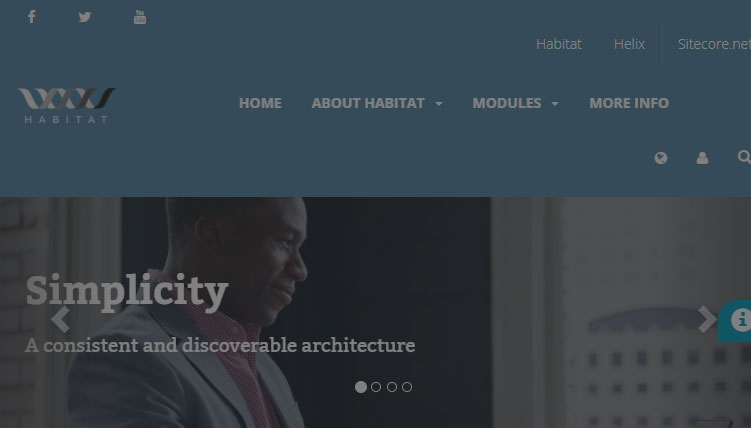 Habitat Helix Sitecore.net
HABITAT
HOME ABOUT HABITAT MODULES MORE INFO
Simplicity
A consistent and discoverable architecture